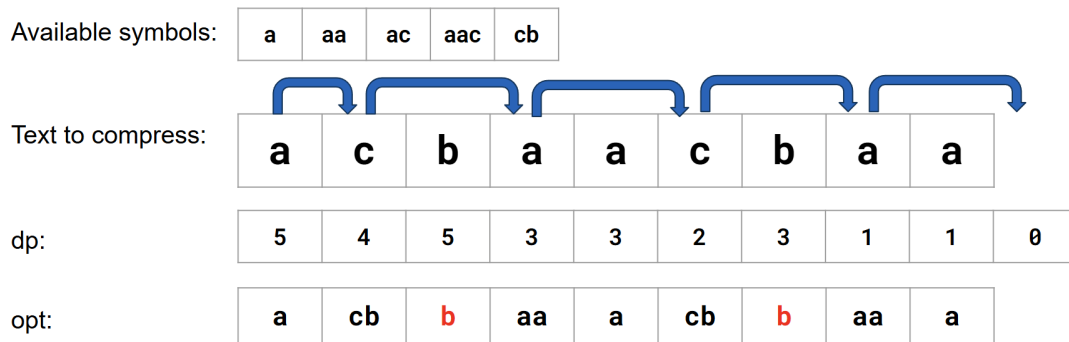 Available symbols: a aa ac aac cb
Text to compress: a c b a a c b a a
dp: 5 4 5 3 3 2 3 1 1 0
opt: a cb b aa a cb b aa a